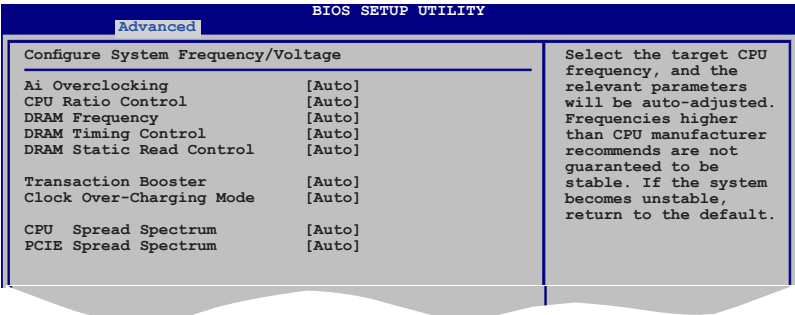 BIOS SETUP UTILITY
Advanced
Configure System Frequency/Voltage
Ai Overclocking [Auto]
CPU Ratio Control [Auto]
DRAM Frequency [Auto]
DRAM Timing Control [Auto]
DRAM Static Read Control [Auto]
Transaction Booster [Auto]
Clock Over-Charging Mode [Auto]
CPU Spread Spectrum [Auto]
PCIE Spread Spectrum [Auto]
Select the target CPU
frequency, and the
relevant parameters
will be auto-adjusted.
Frequencies higher
than CPU manufacturer
recommends are not
guaranteed to be
stable. If the system
becomes unstable,
return to the default.